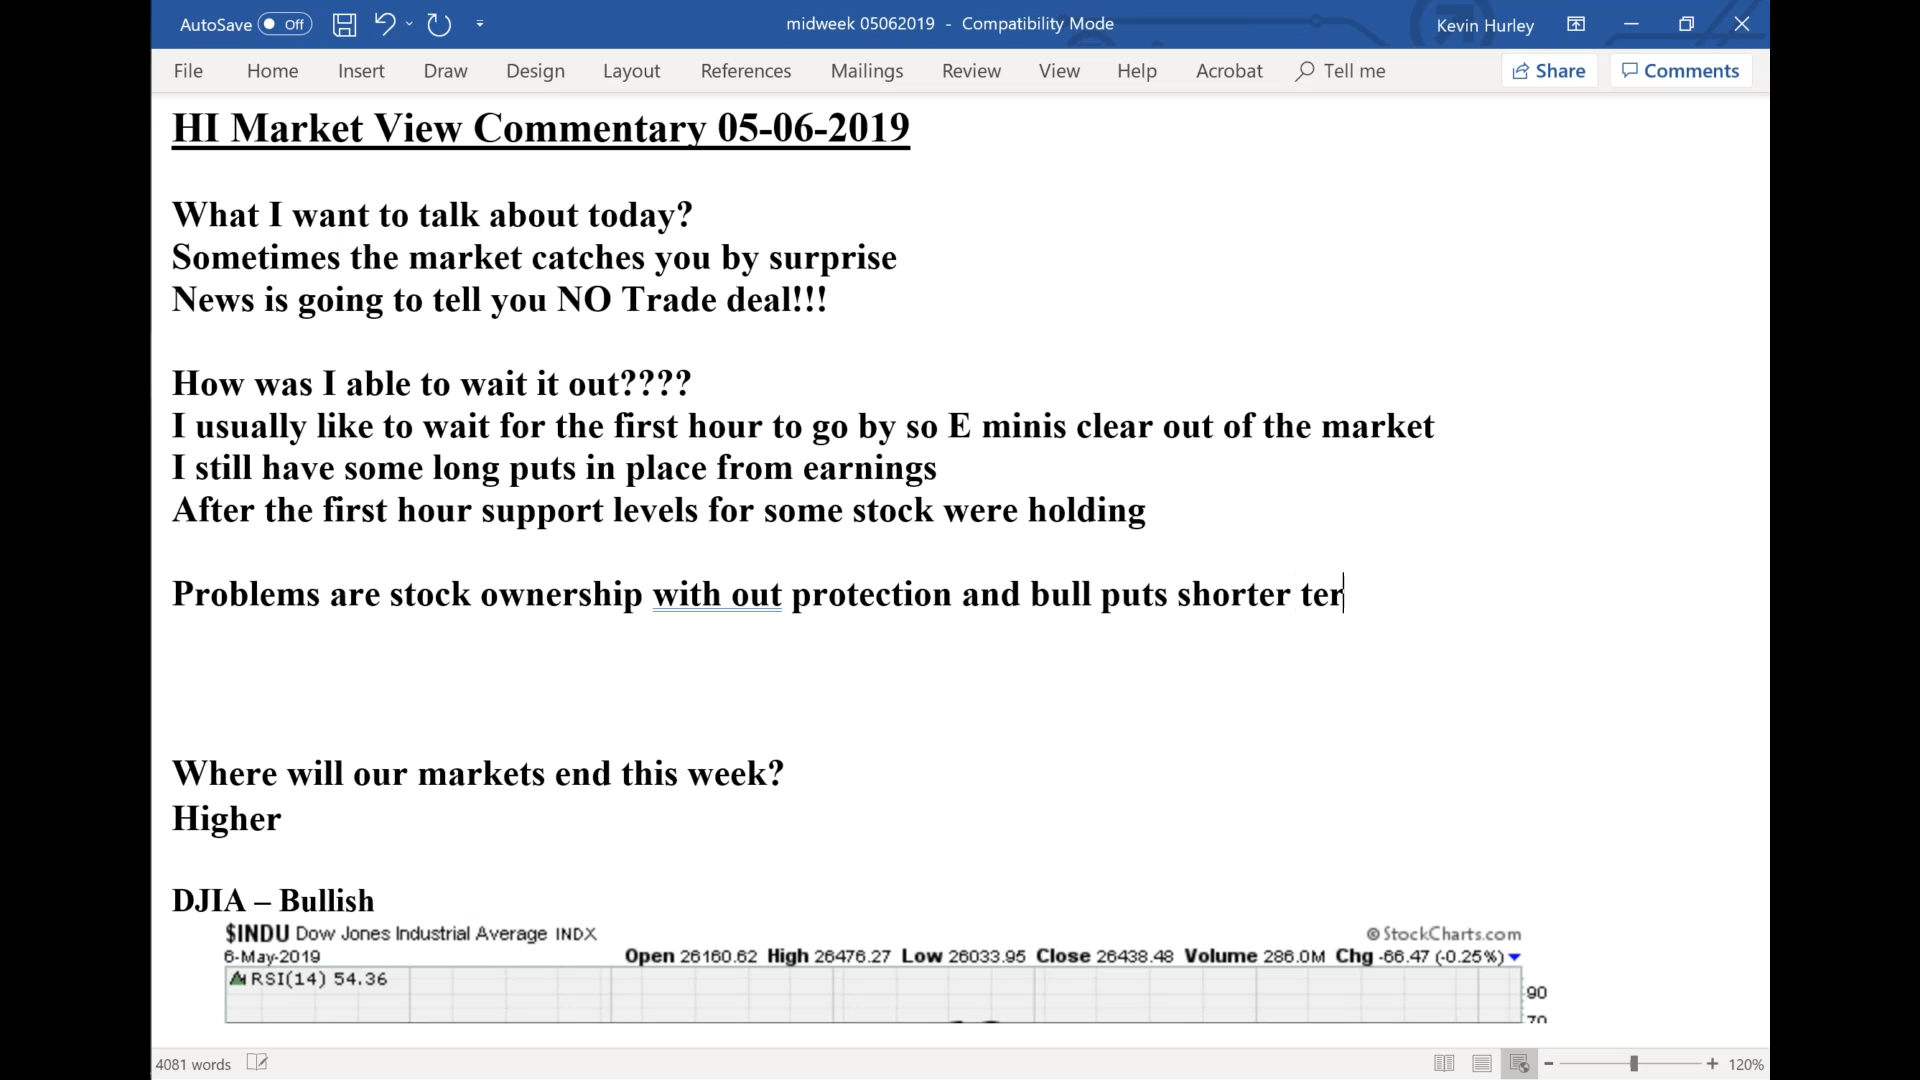 AutoSave Off midweek 05062019 - Compatibility Mode Kevin Hurley
File Home Insert Draw Design Layout References Mailings Review View Help Acrobat Tell me Share Comments
HI Market View Commentary 05-06-2019
What I want to talk about today?
Sometimes the market catches you by surprise
News is going to tell you NO Trade deal!!!
How was I able to wait it out????
I usually like to wait for the first hour to go by so E minis clear out of the market
I still have some long puts in place from earnings
After the first hour support levels for some stock were holding
Problems are stock ownership with out protection and bull puts shorter ter
Where will our markets end this week?
Higher
DJIA – Bullish
$INDU Dow Jones Industrial Average INDX ©StockCharts.com
6-May-2019 Open 26160.62 High 26476.27 Low 26033.95 Close 26438.48 Volume 286.0M Chg -66.47 (-0.25%)
RSI(14) 54.36
90
70
4081 words 120%